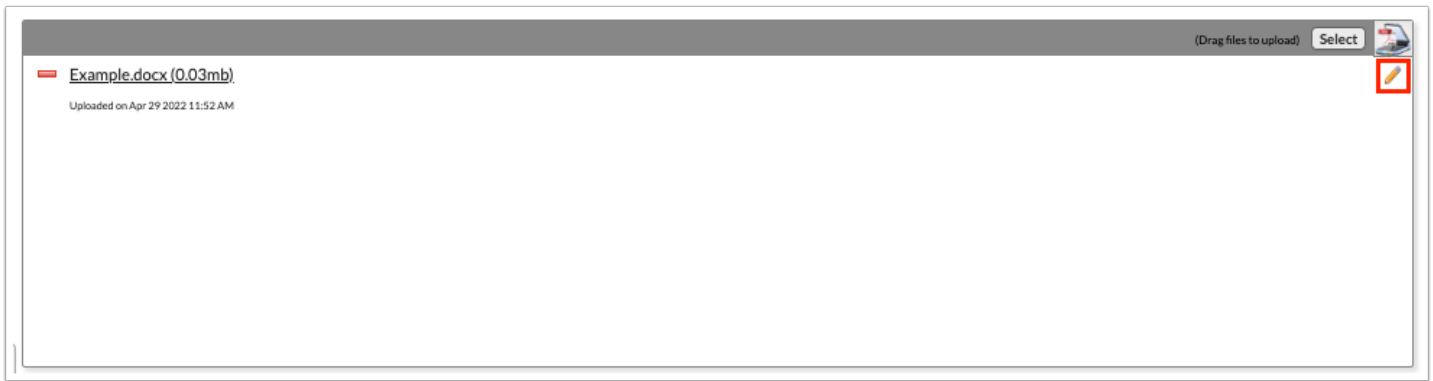 (Drag files to upload) Select
Example.docx (0.03mb)
Uploaded on Apr 29 2022 11:52 AM